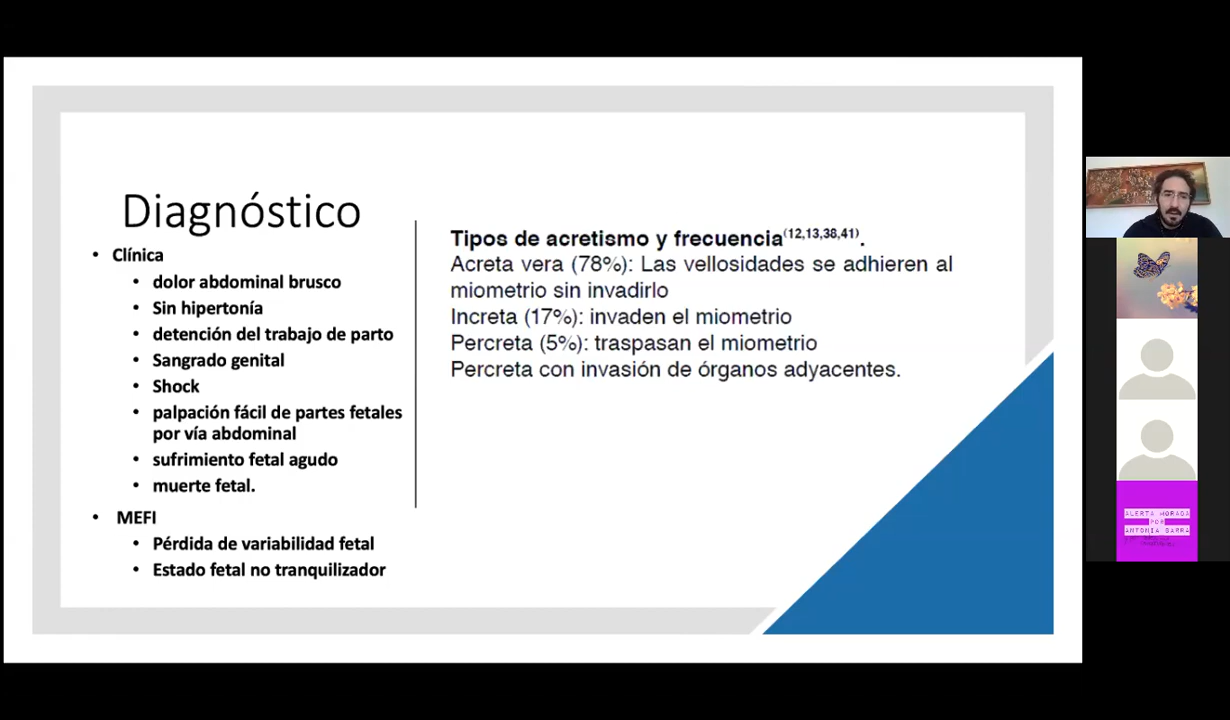 Diagnóstico
• Clínica
• dolor abdominal brusco
• Sin hipertonía
• detención del trabajo de parto
• Sangrado genital
• Shock
• palpación fácil de partes fetales
por vía abdominal
• sufrimiento fetal agudo
• muerte fetal.
• MEFI
• Pérdida de variabilidad fetal
• Estado fetal no tranquilizador
Tipos de acretismo y frecuencia(12,13,38,41).
Acreta vera (78%): Las vellosidades se adhieren al
miometrio sin invadirlo
Increta (17%): invaden el miometrio
Percreta (5%): traspasan el miometrio
Percreta con invasión de órganos adyacentes.
ALERTA MORADA
POR
ANTONIA BARRA